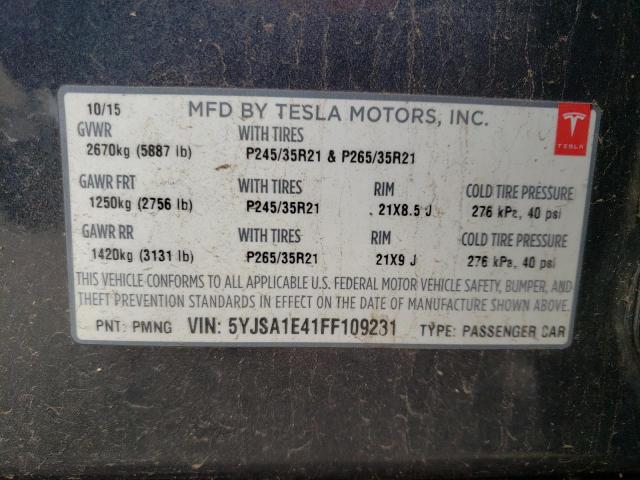 10/15 MFD BY TESLA MOTORS, INC.
TESLA
GVWR WITH TIRES
2670kg (5887 lb) P245/35R21 & P265/35R21
GAWR FRT WITH TIRES RIM COLD TIRE PRESSURE
1250kg (2756 lb) P245/35R21 . 21X8.5 J 276 kPa, 40 psi
GAWR RR WITH TIRES RIM COLD TIRE PRESSURE
1420kg (3131 lb) P265/35R21 21X9 J 276 kPa, 40 psi
THIS VEHICLE CONFORMS TO ALL APPLICABLE U.S. FEDERAL MOTOR VEHICLE SAFETY, BUMPER, AND
THEFT PREVENTION STANDARDS IN EFFECT ON THE DATE OF MANUFACTURE SHOWN ABOVE.
PNT: PMNG VIN: 5YJSA1E41FF109231 TYPE: PASSENGER CAR